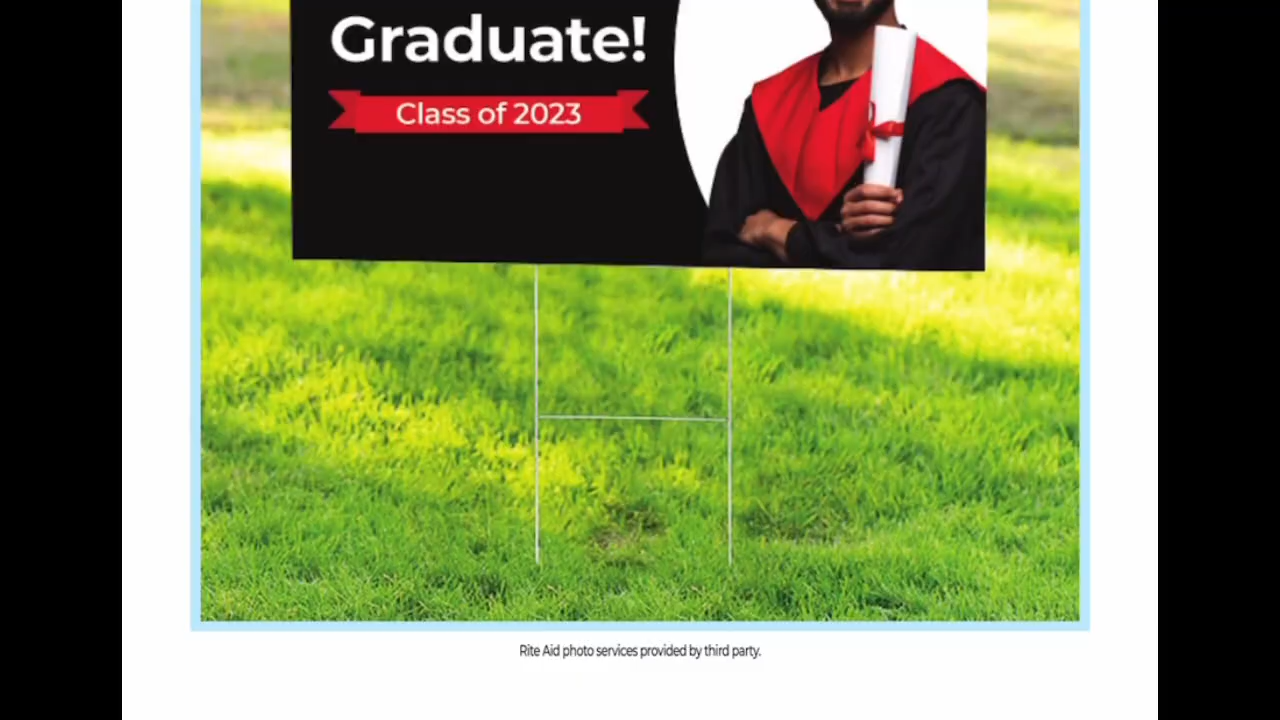 Graduate!
Class of 2023
Rite Aid photo services provided by third party.